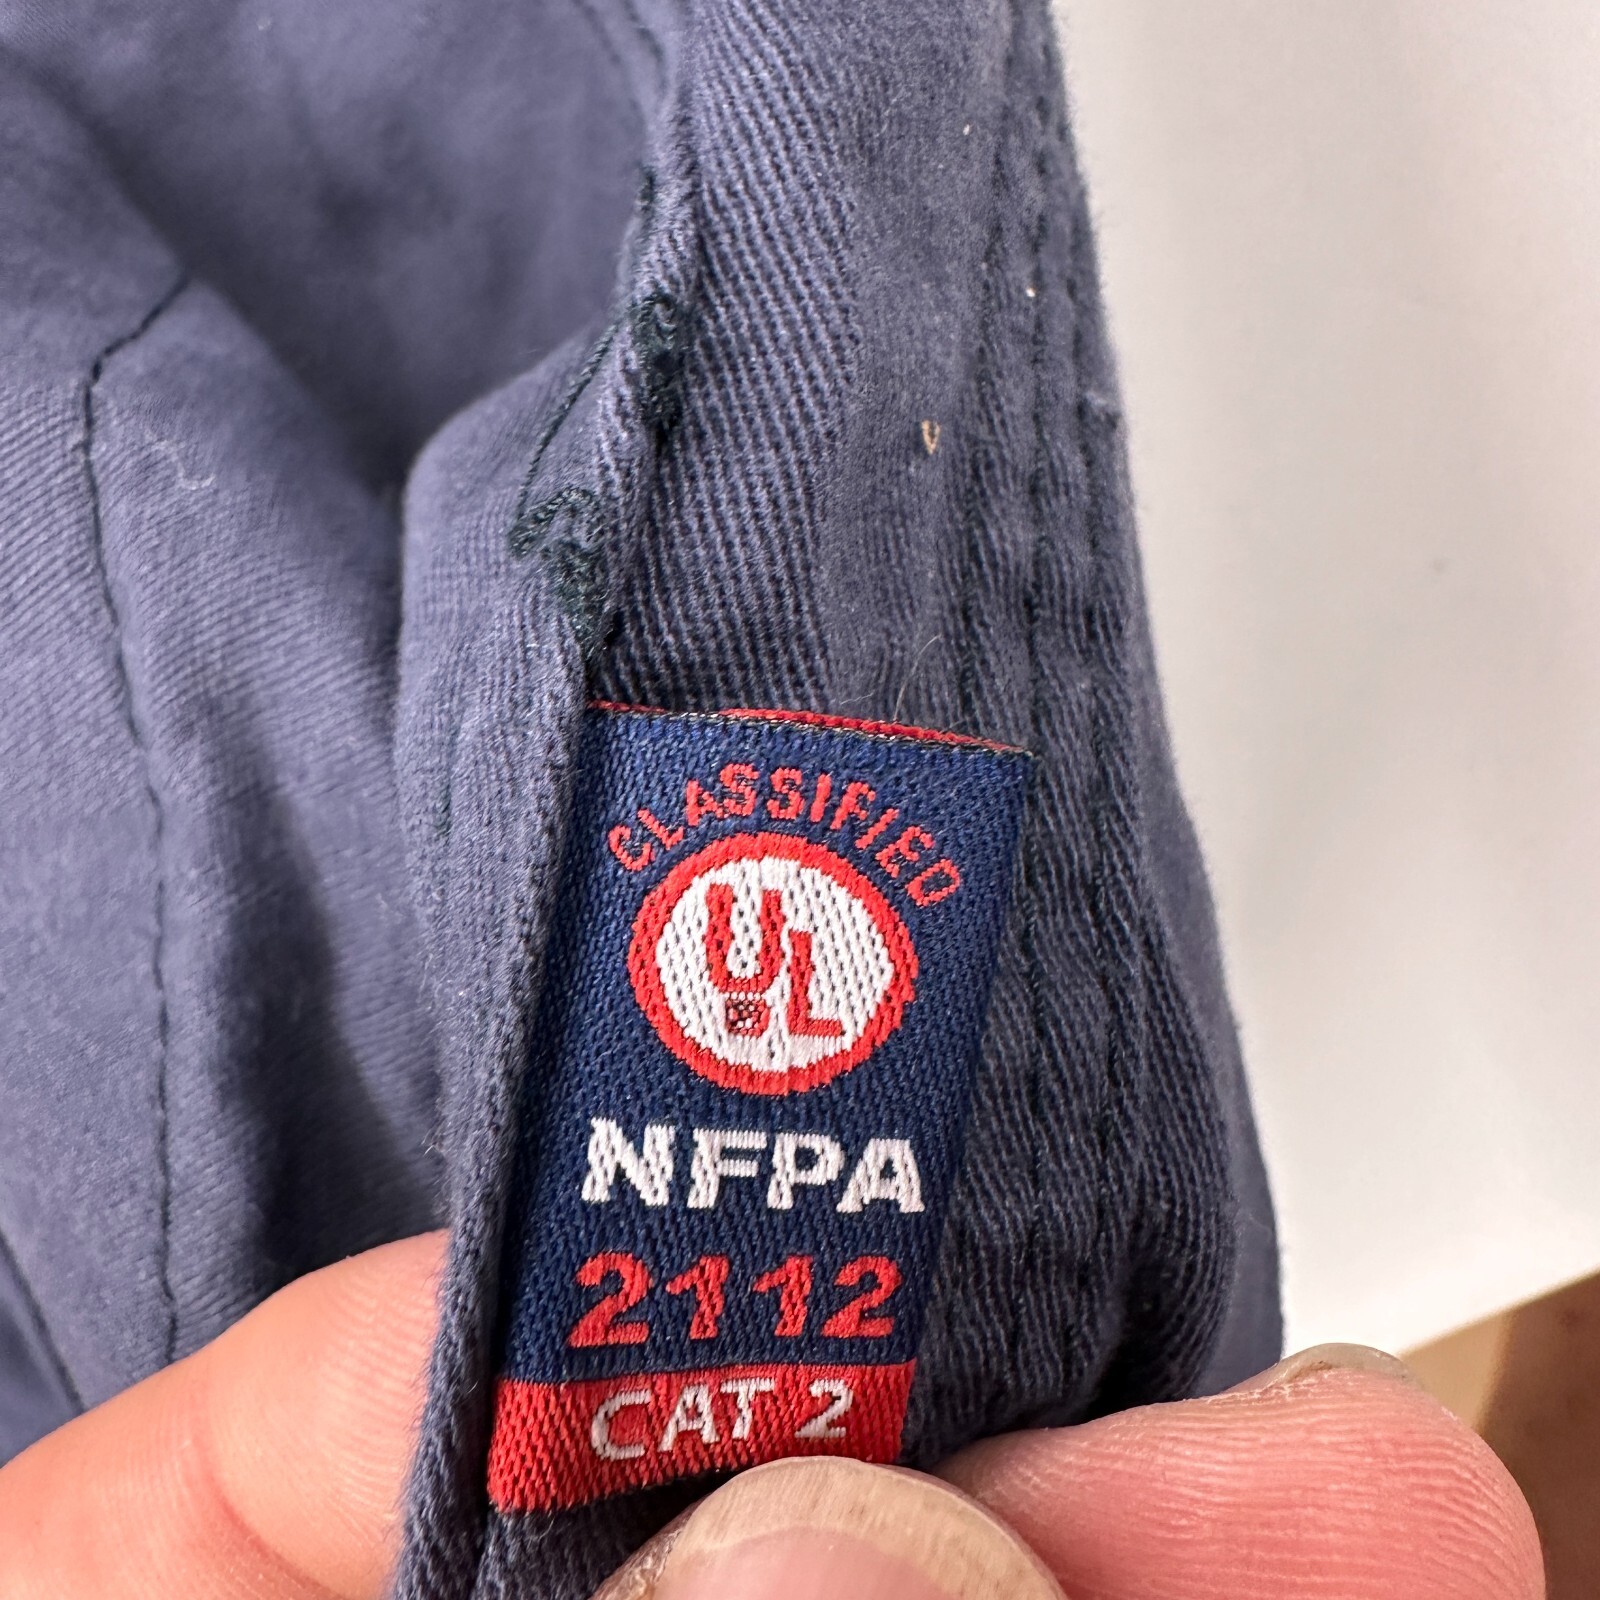 CLASSIFIED
UL
NFPA
2112
CAT 2